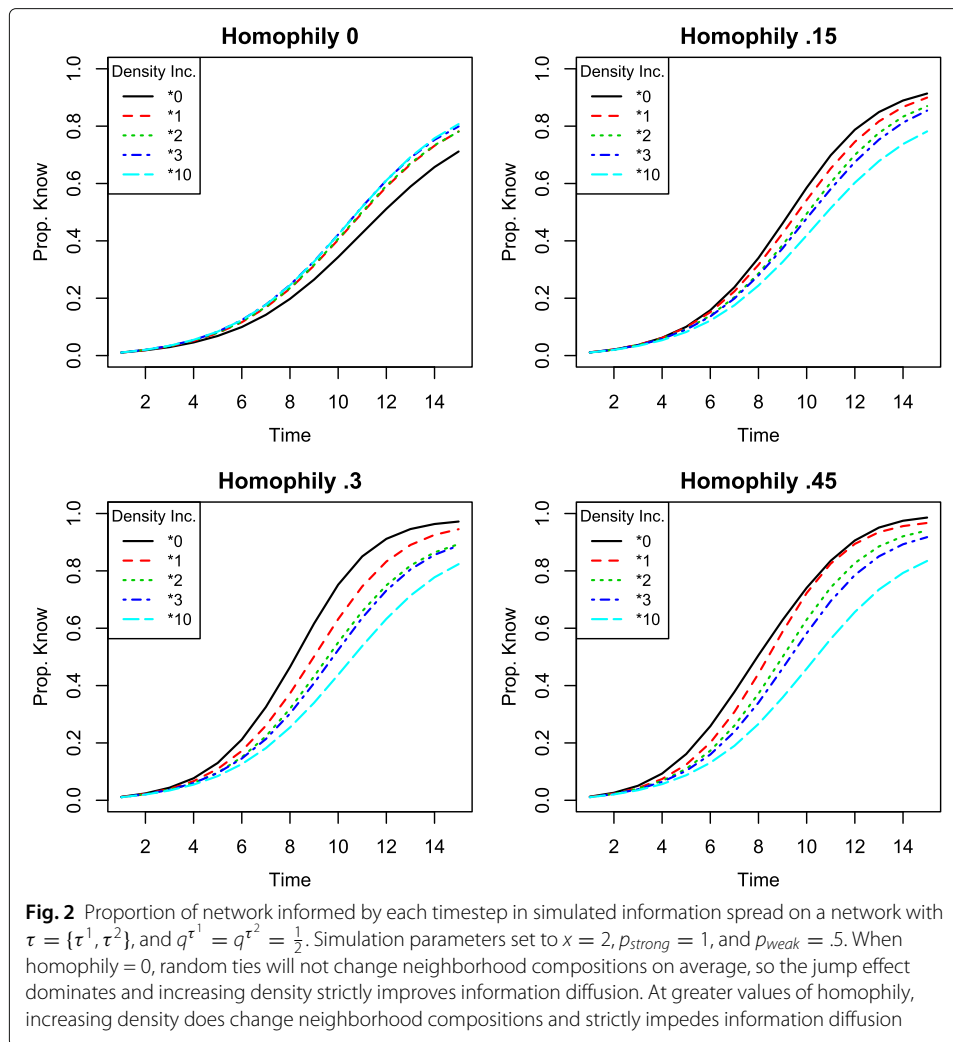 Homophily 0
Density Inc.
*0
*1
*2
*3
*10
Prop. Know
0.0 0.2 0.4 0.6 0.8 1.0
2 4 6 8 10 12 14
Time
Homophily .15
Density Inc.
*0
*1
*2
*3
*10
Prop. Know
0.0 0.2 0.4 0.6 0.8 1.0
2 4 6 8 10 12 14
Time
Homophily .3
Density Inc.
*0
*1
*2
*3
*10
Prop. Know
0.0 0.2 0.4 0.6 0.8 1.0
2 4 6 8 10 12 14
Time
Homophily .45
Density Inc.
*0
*1
*2
*3
*10
Prop. Know
0.0 0.2 0.4 0.6 0.8 1.0
2 4 6 8 10 12 14
Time
Fig. 2 Proportion of network informed by each timestep in simulated information spread on a network with
τ = {τ¹, τ²}, and q^τ¹ = q^τ² = 1/2. Simulation parameters set to x = 2, p_strong = 1, and p_weak = .5. When
homophily = 0, random ties will not change neighborhood compositions on average, so the jump effect
dominates and increasing density strictly improves information diffusion. At greater values of homophily,
increasing density does change neighborhood compositions and strictly impedes information diffusion